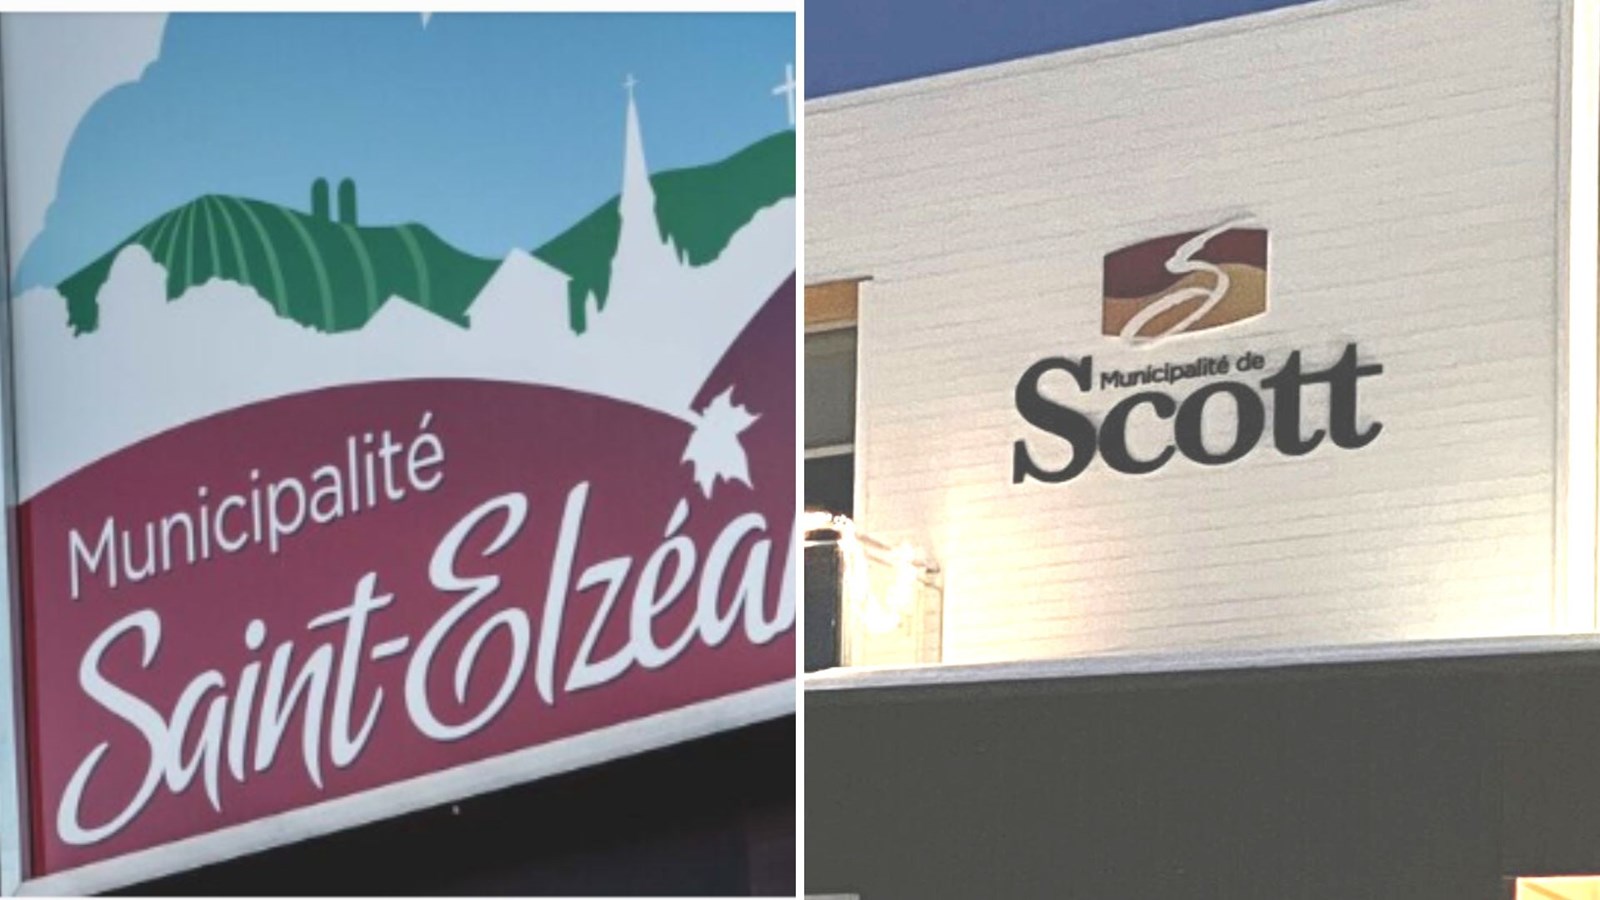 Municipalité
Saint-Elzéa
Municipalité de
Scott